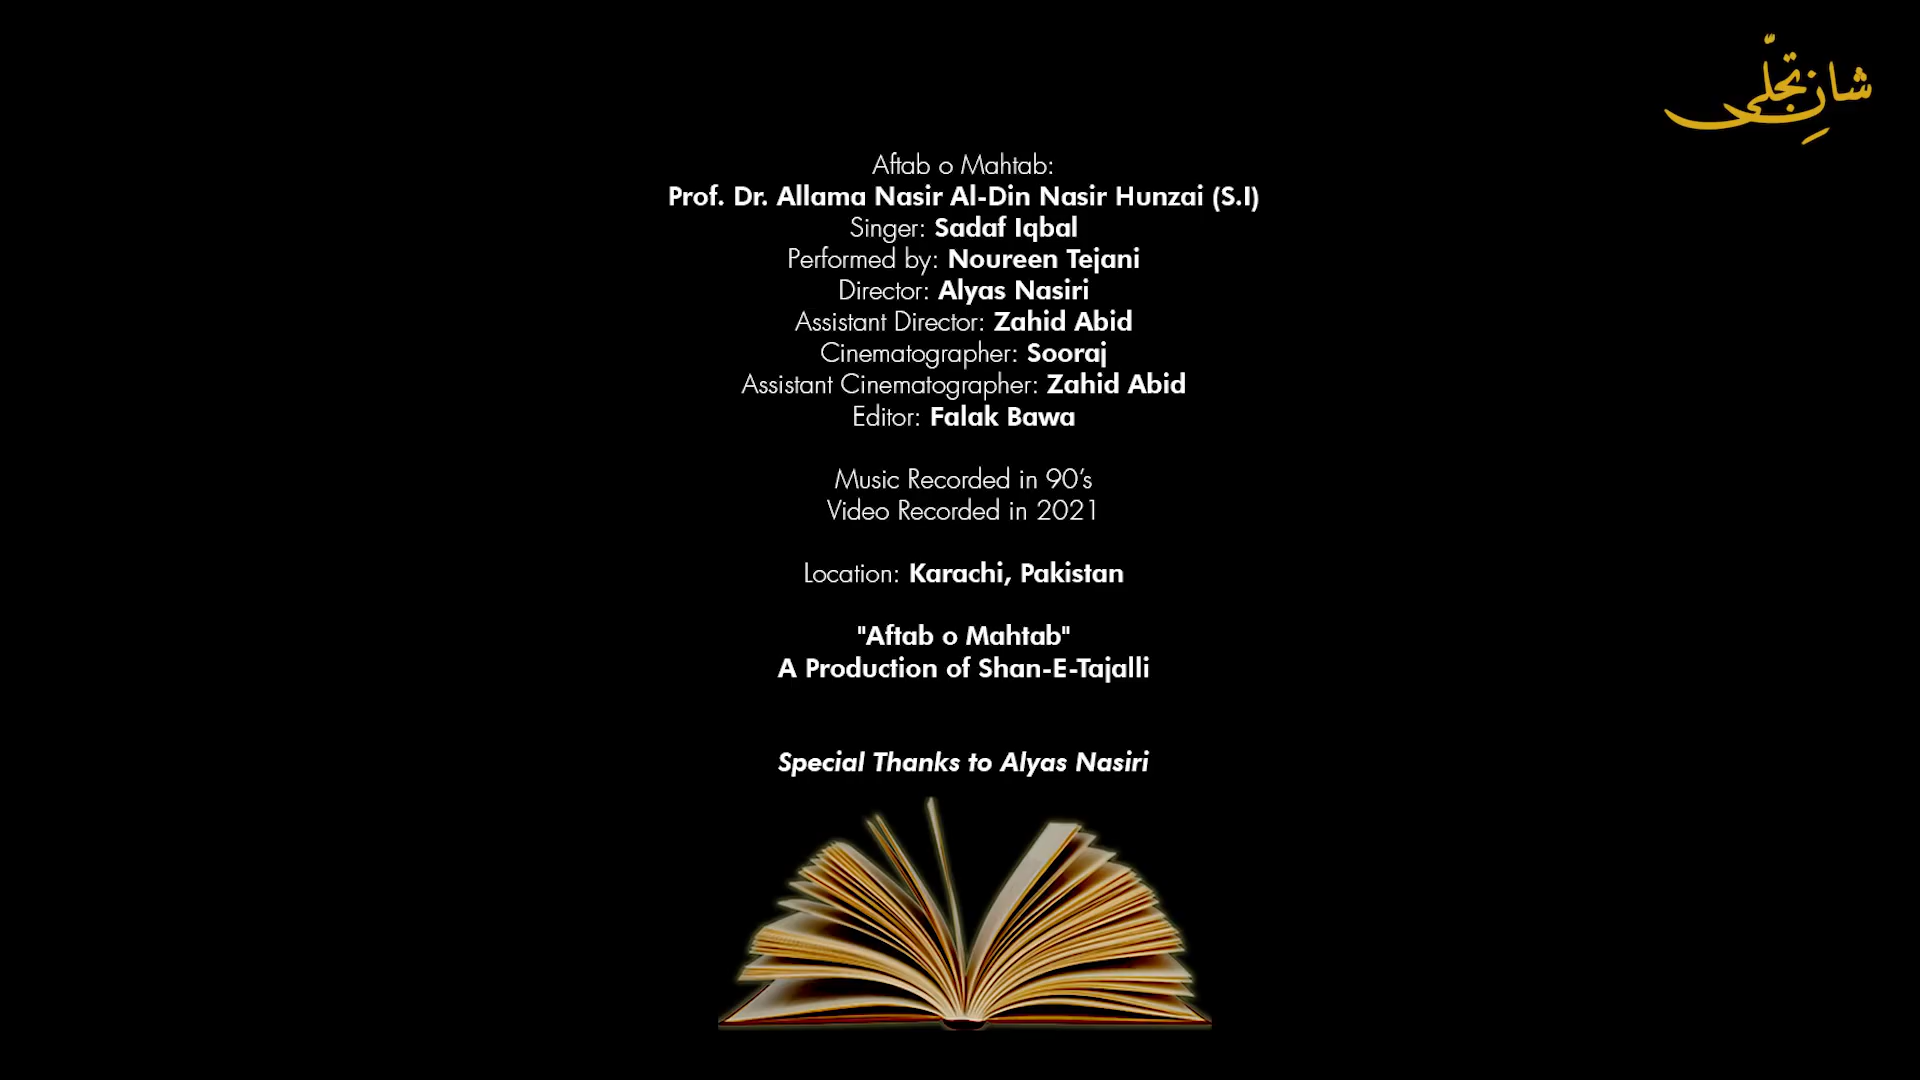 شانِ تجلّی
Aftab o Mahtab:
Prof. Dr. Allama Nasir Al-Din Nasir Hunzai (S.I)
Singer: Sadaf Iqbal
Performed by: Noureen Tejani
Director: Alyas Nasiri
Assistant Director: Zahid Abid
Cinematographer: Sooraj
Assistant Cinematographer: Zahid Abid
Editor: Falak Bawa
Music Recorded in 90’s
Video Recorded in 2021
Location: Karachi, Pakistan
"Aftab o Mahtab"
A Production of Shan-E-Tajalli
Special Thanks to Alyas Nasiri